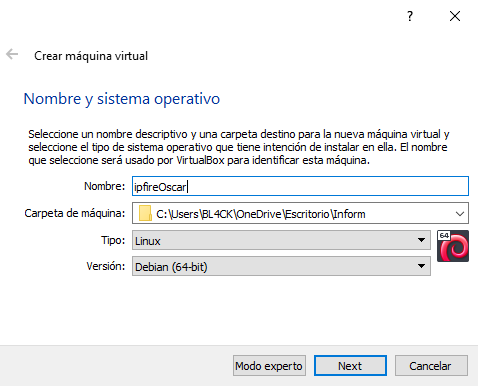 ?
Crear máquina virtual
Nombre y sistema operativo
Seleccione un nombre descriptivo y una carpeta destino para la nueva máquina virtual y
seleccione el tipo de sistema operativo que tiene intención de instalar en ella. El nombre
que seleccione será usado por VirtualBox para identificar esta máquina.
Nombre: ipfireOscar
Carpeta de máquina: C:\Users\BL4CK\OneDrive\Escritorio\Inform
Tipo: Linux
64
Versión: Debian (64-bit)
Modo experto Next Cancelar